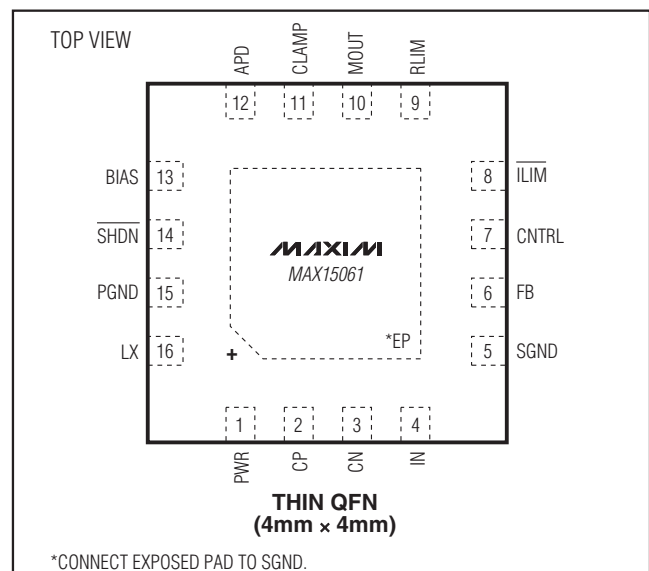 TOP VIEW
APD
CLAMP
MOUT
RLIM
12
11
10
9
BIAS 13
8 ILIM
SHDN 14
7 CNTRL
MAXIM
MAX15061
PGND 15
6 FB
LX 16
5 SGND
+
*EP
1
2
3
4
PWR
CP
CN
IN
THIN QFN
(4mm × 4mm)
*CONNECT EXPOSED PAD TO SGND.